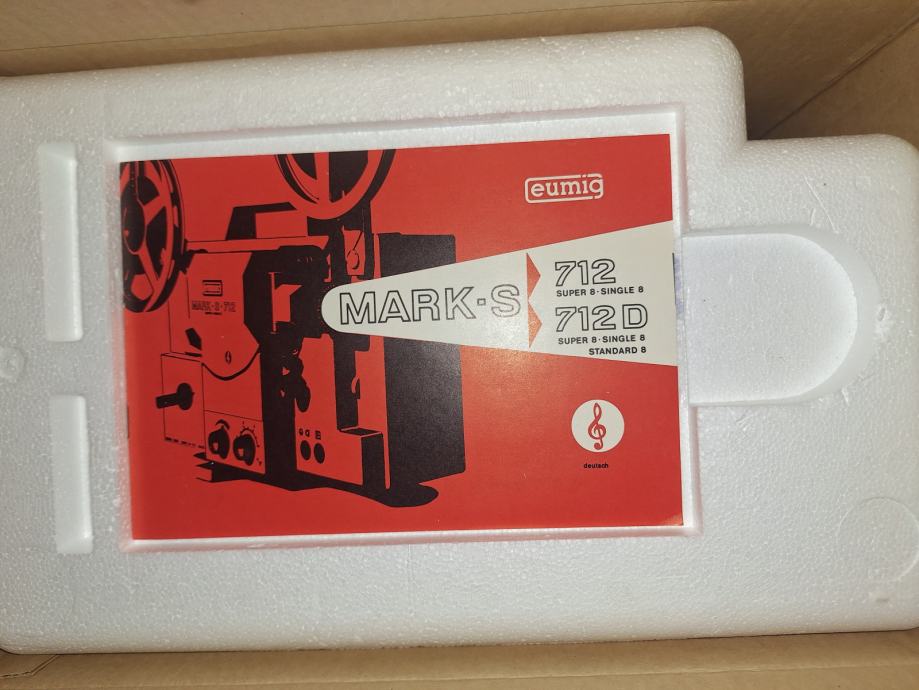 eumig
MARK-S
712
SUPER 8 · SINGLE 8
712 D
SUPER 8 · SINGLE 8
STANDARD 8
MARK-S-712
deutsch